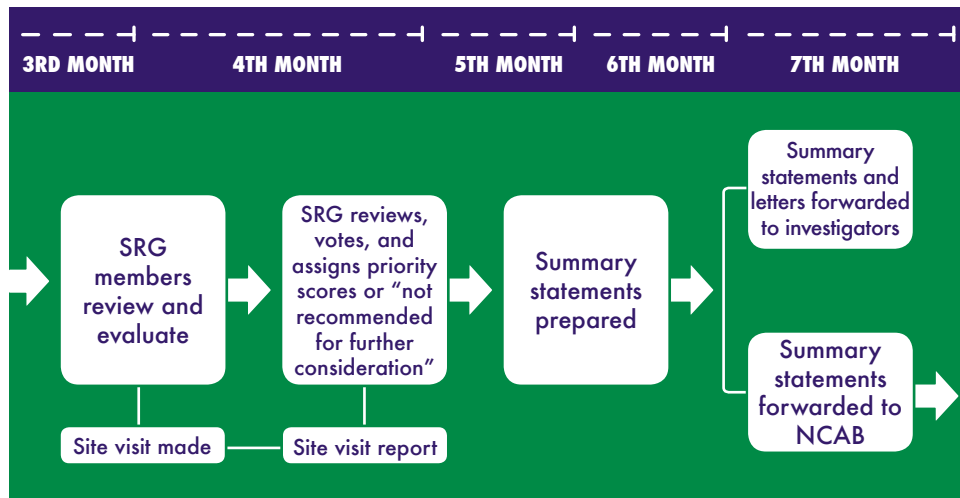 3RD MONTH
4TH MONTH
5TH MONTH
6TH MONTH
7TH MONTH
SRG
members
review and
evaluate
SRG reviews,
votes, and
assigns priority
scores or “not
recommended
for further
consideration”
Summary
statements
prepared
Summary
statements and
letters forwarded
to investigators
Summary
statements
forwarded to
NCAB
Site visit made
Site visit report